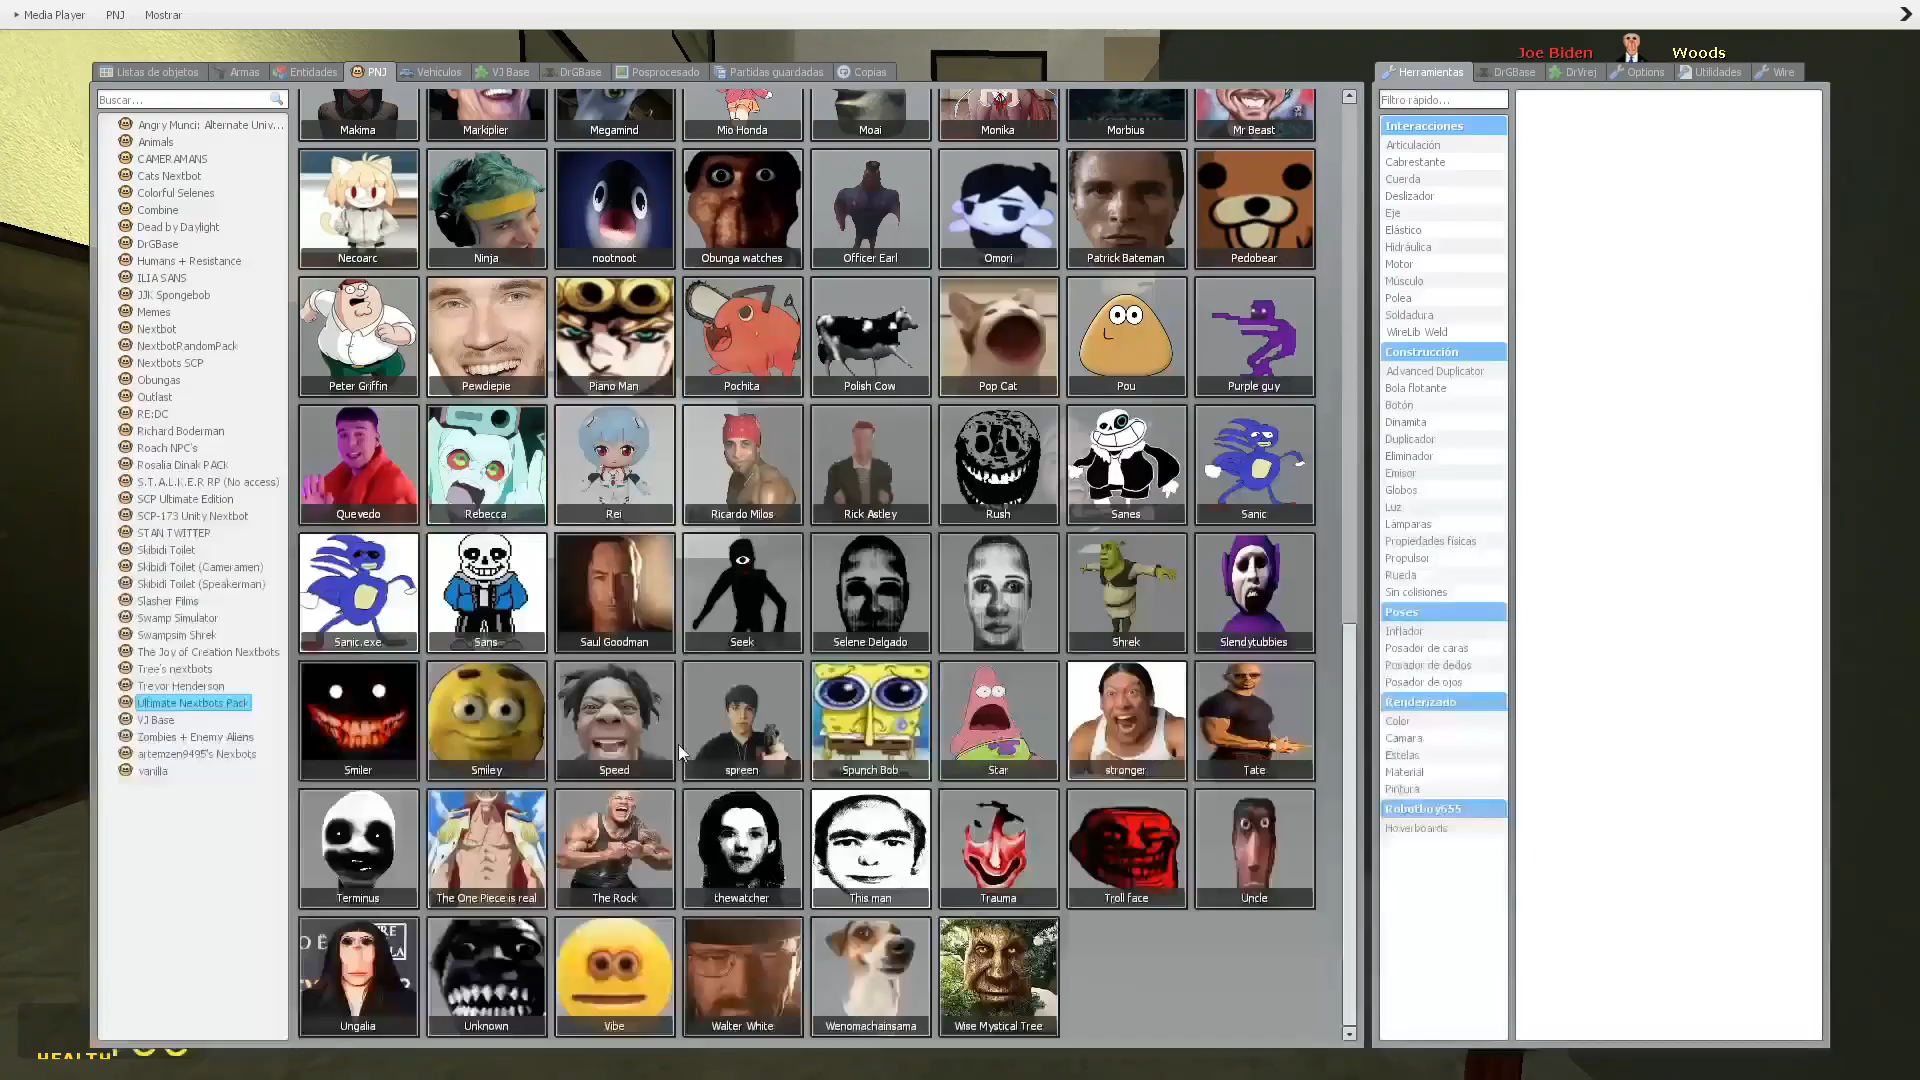 Media Player PNJ Mostrar
Joe Biden Woods
Listas de objetos Armas Entidades PNJ Vehículos VJ Base DrGBase Posprocesado Partidas guardadas Copias
Herramientas DrGBase DrVrej Options Utilidades Wire
Buscar...
Filtro rápido...
Angry Munci: Alternate Univ...
Animals
CAMERAMANS
Cats Nextbot
Colorful Selenes
Combine
Dead by Daylight
DrGBase
Humans + Resistance
ILIA SANS
JJK Spongebob
Memes
Nextbot
NextbotRandomPack
Nextbots SCP
Obungas
Outlast
RE:DC
Richard Boderman
Roach NPC's
Rosalia Dinak PACK
S.T.A.L.K.E.R RP (No access)
SCP Ultimate Edition
SCP-173 Unity Nextbot
STAN TWITTER
Skibidi Toilet
Skibidi Toilet (Cameramen)
Skibidi Toilet (Speakerman)
Slasher Films
Swamp Simulator
Swampsim Shrek
The Joy of Creation Nextbots
Tree's nextbots
Trevor Henderson
Ultimate Nextbots Pack
VJ Base
Zombies + Enemy Aliens
artemzen9495's Nexbots
vanilla
Makima Markiplier Megamind Mio Honda Moai Monika Morbius Mr Beast
Necoarc Ninja nootnoot Obunga watches Officer Earl Omori Patrick Bateman Pedobear
Peter Griffin Pewdiepie Piano Man Pochita Polish Cow Pop Cat Pou Purple guy
Quevedo Rebecca Rei Ricardo Milos Rick Astley Rush Sanes Sanic
Sanic.exe Sans Saul Goodman Seek Selene Delgado Shrek Slendytubbies
Smiler Smiley Speed spreen Spunch Bob Star stronger Tate
Terminus The One Piece is real The Rock thewatcher This man Trauma Troll face Uncle
Ungalia Unknown Vibe Walter White Wenomachainsama Wise Mystical Tree
Interacciones
Articulación
Cabrestante
Cuerda
Deslizador
Eje
Elástico
Hidráulica
Motor
Músculo
Polea
Soldadura
WireLib Weld
Construcción
Advanced Duplicator
Bola flotante
Botón
Dinamita
Duplicador
Eliminador
Emisor
Globos
Luz
Lámparas
Propiedades físicas
Propulsor
Rueda
Sin colisiones
Poses
Inflador
Posador de caras
Posador de dedos
Posador de ojos
Renderizado
Color
Cámara
Estelas
Material
Pintura
Robotboy655
Hoverboards
HEALTH